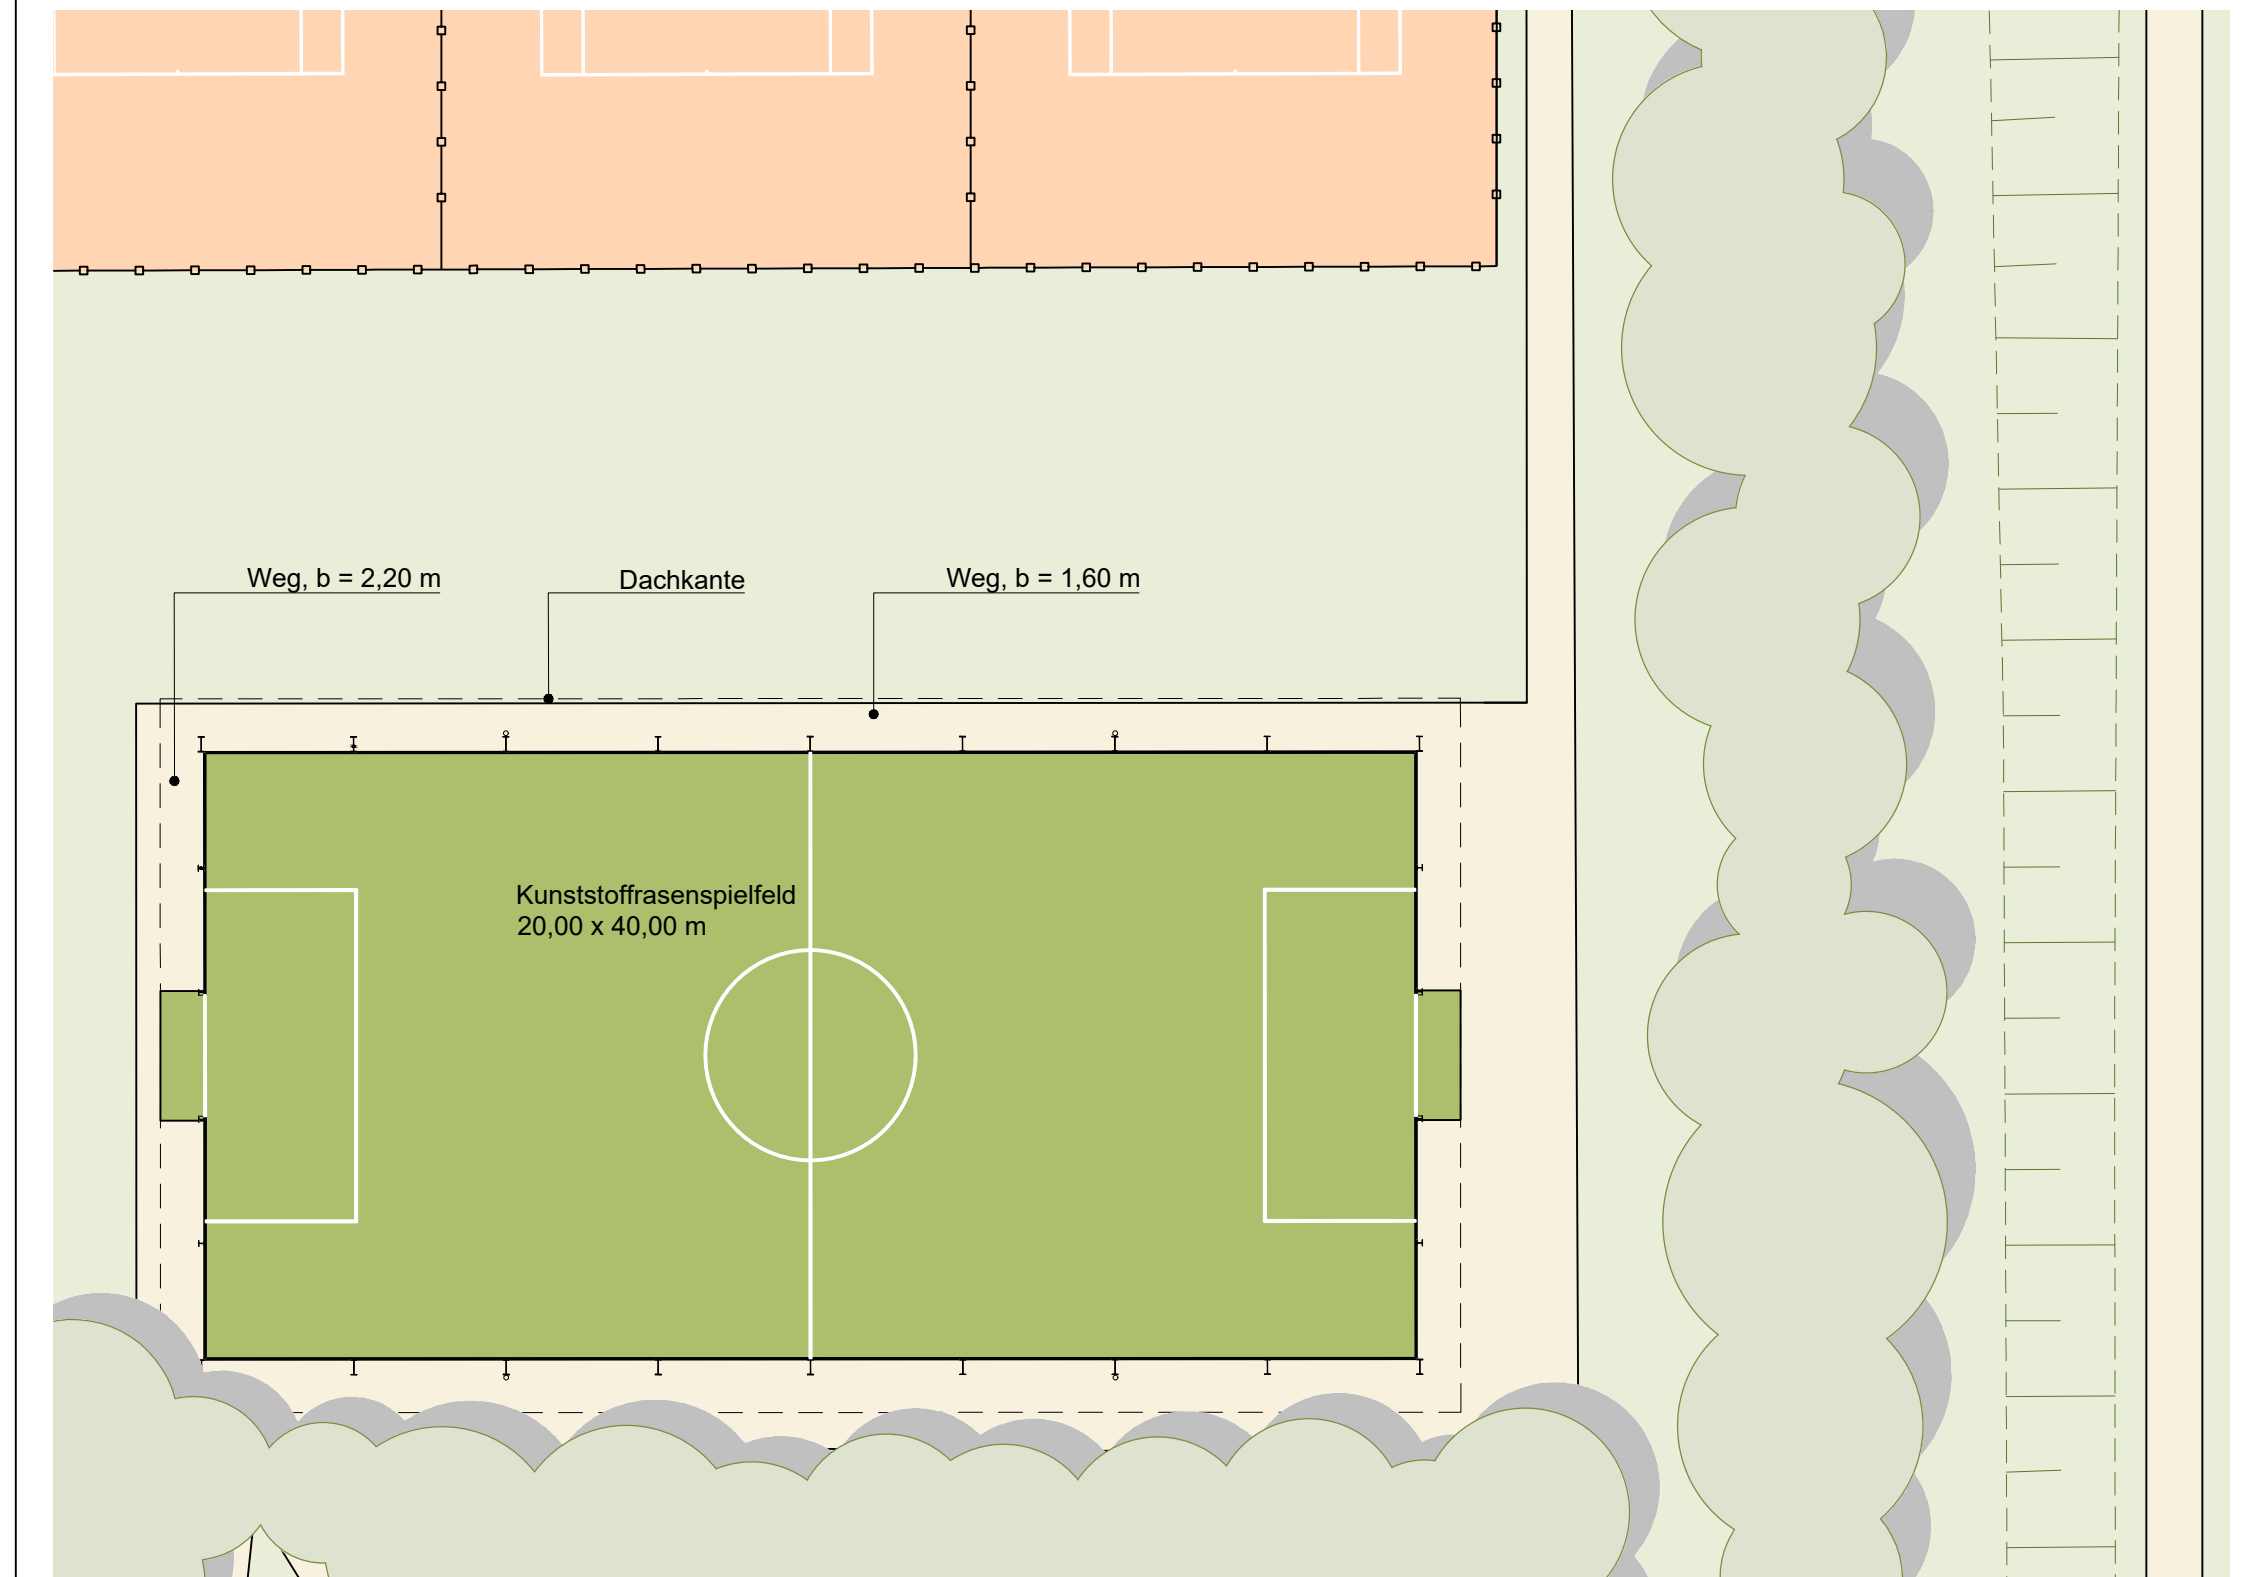 Weg, b = 2,20 m
Dachkante
Weg, b = 1,60 m
Kunststoffrasenspielfeld
20,00 x 40,00 m